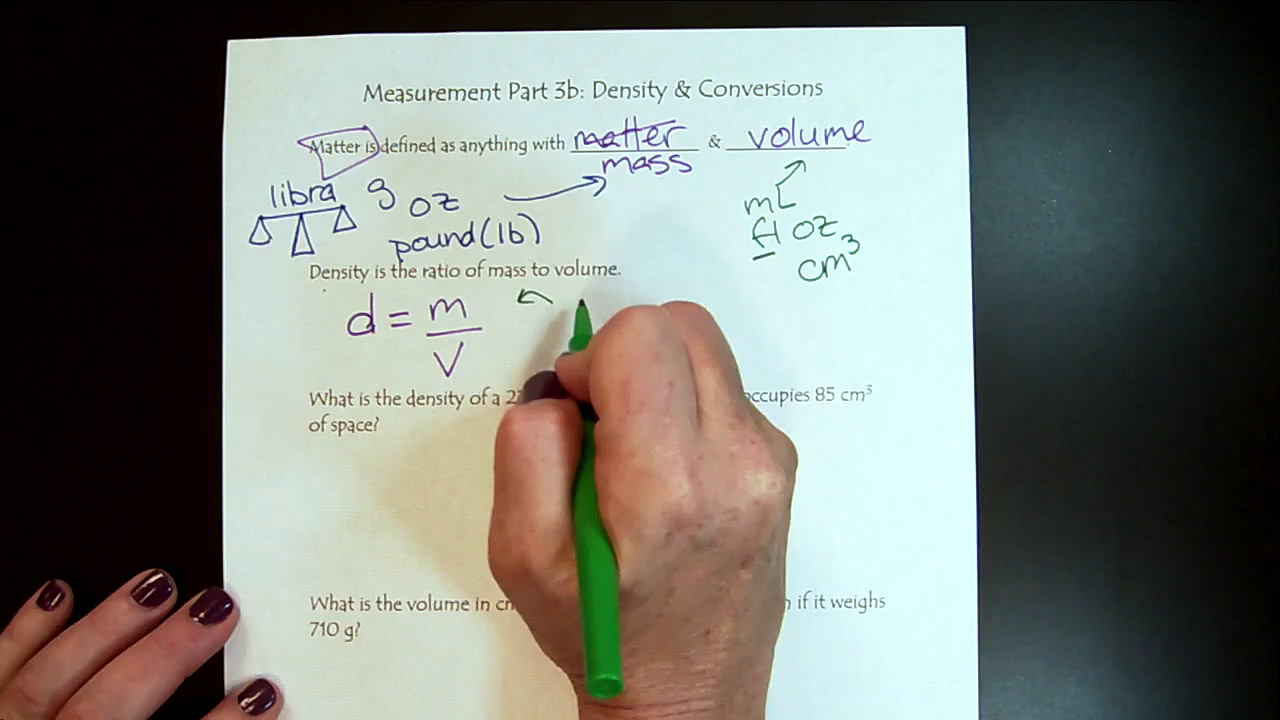 Measurement Part 3b: Density & Conversions
Matter is defined as anything with matter & volume
mass
libra g oz
mL
pound(lb)
fl oz
cm³
Density is the ratio of mass to volume.
d = m
V
What is the density of a 2 occupies 85 cm³
of space?
What is the volume in if it weighs
710 g?